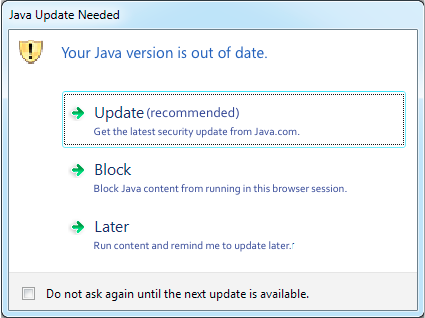 Java Update Needed
Your Java version is out of date.
Update (recommended)
Get the latest security update from Java.com.
Block
Block Java content from running in this browser session.
Later
Run content and remind me to update later.
Do not ask again until the next update is available.